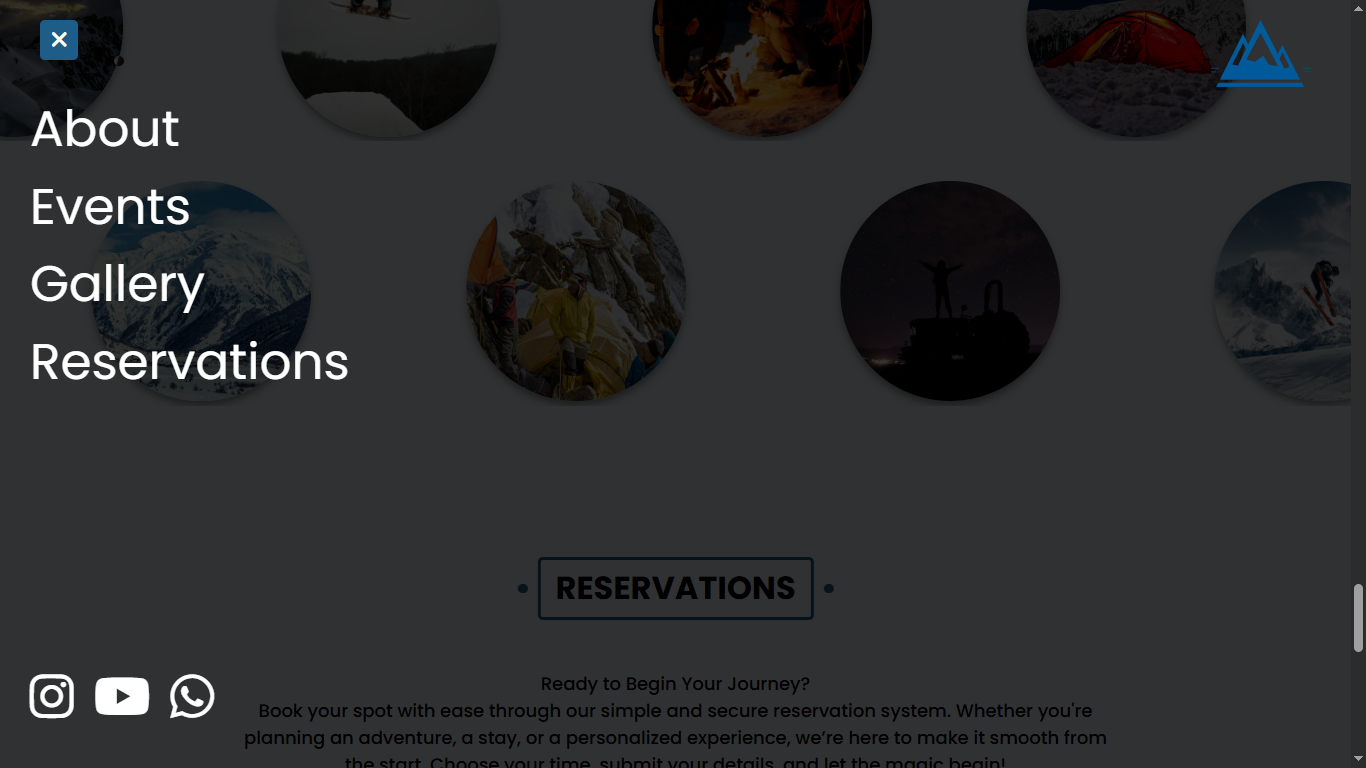 About
Events
Gallery
Reservations
RESERVATIONS
Ready to Begin Your Journey?
Book your spot with ease through our simple and secure reservation system. Whether you're
planning an adventure, a stay, or a personalized experience, we’re here to make it smooth from
the start. Choose your time, submit your details, and let the magic begin!